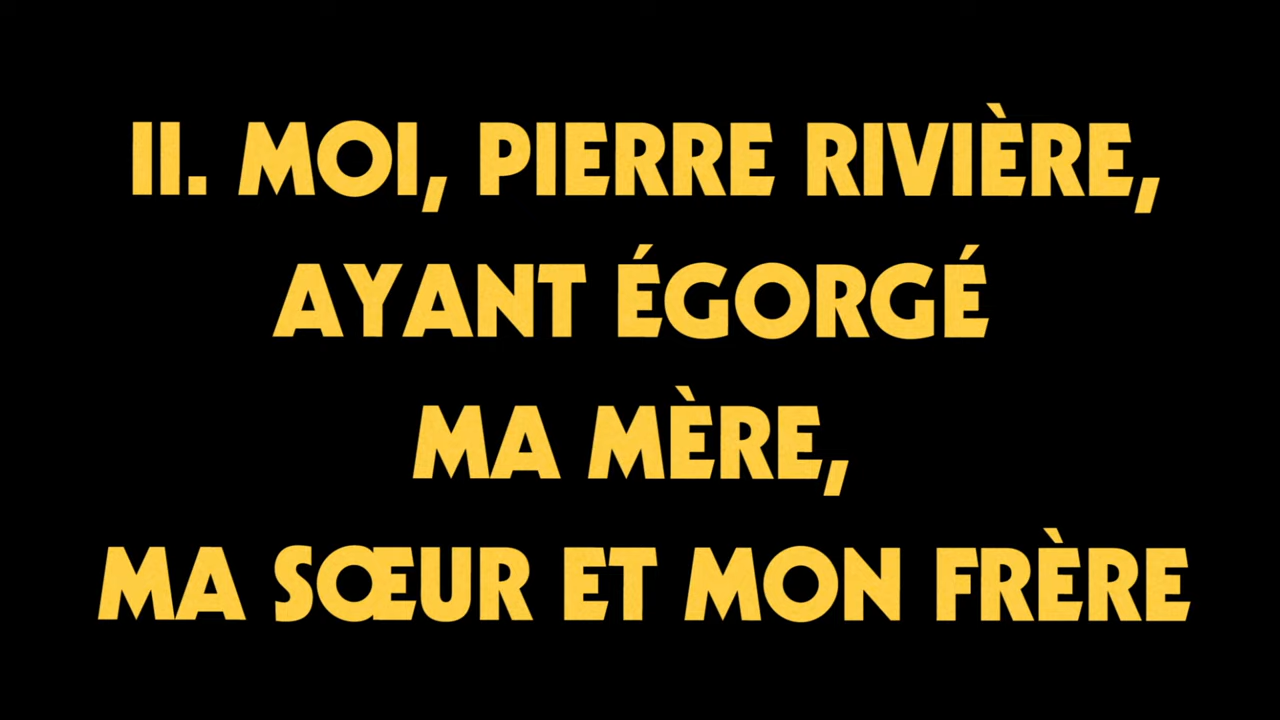 II. MOI, PIERRE RIVIÈRE,
AYANT ÉGORGÉ
MA MÈRE,
MA SŒUR ET MON FRÈRE